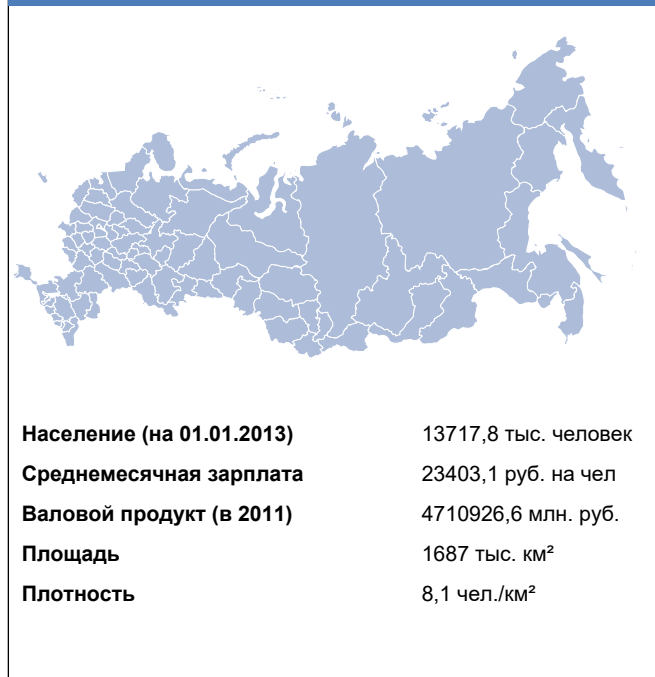 Население (на 01.01.2013) 13717,8 тыс. человек
Среднемесячная зарплата 23403,1 руб. на чел
Валовой продукт (в 2011) 4710926,6 млн. руб.
Площадь 1687 тыс. км²
Плотность 8,1 чел./км²